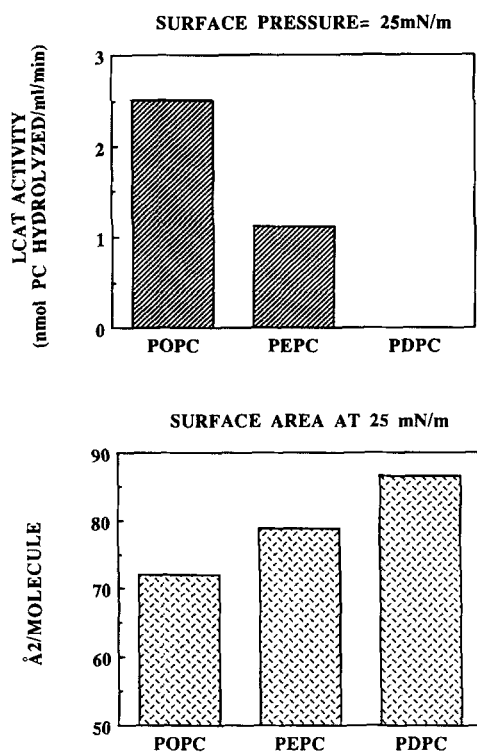 SURFACE PRESSURE= 25mN/m
LCAT ACTIVITY
(nmol PC HYDROLYZED/ml/min)
3
2
1
0
POPC PEPC PDPC
SURFACE AREA AT 25 mN/m
Å2/MOLECULE
90
80
70
60
50
POPC PEPC PDPC